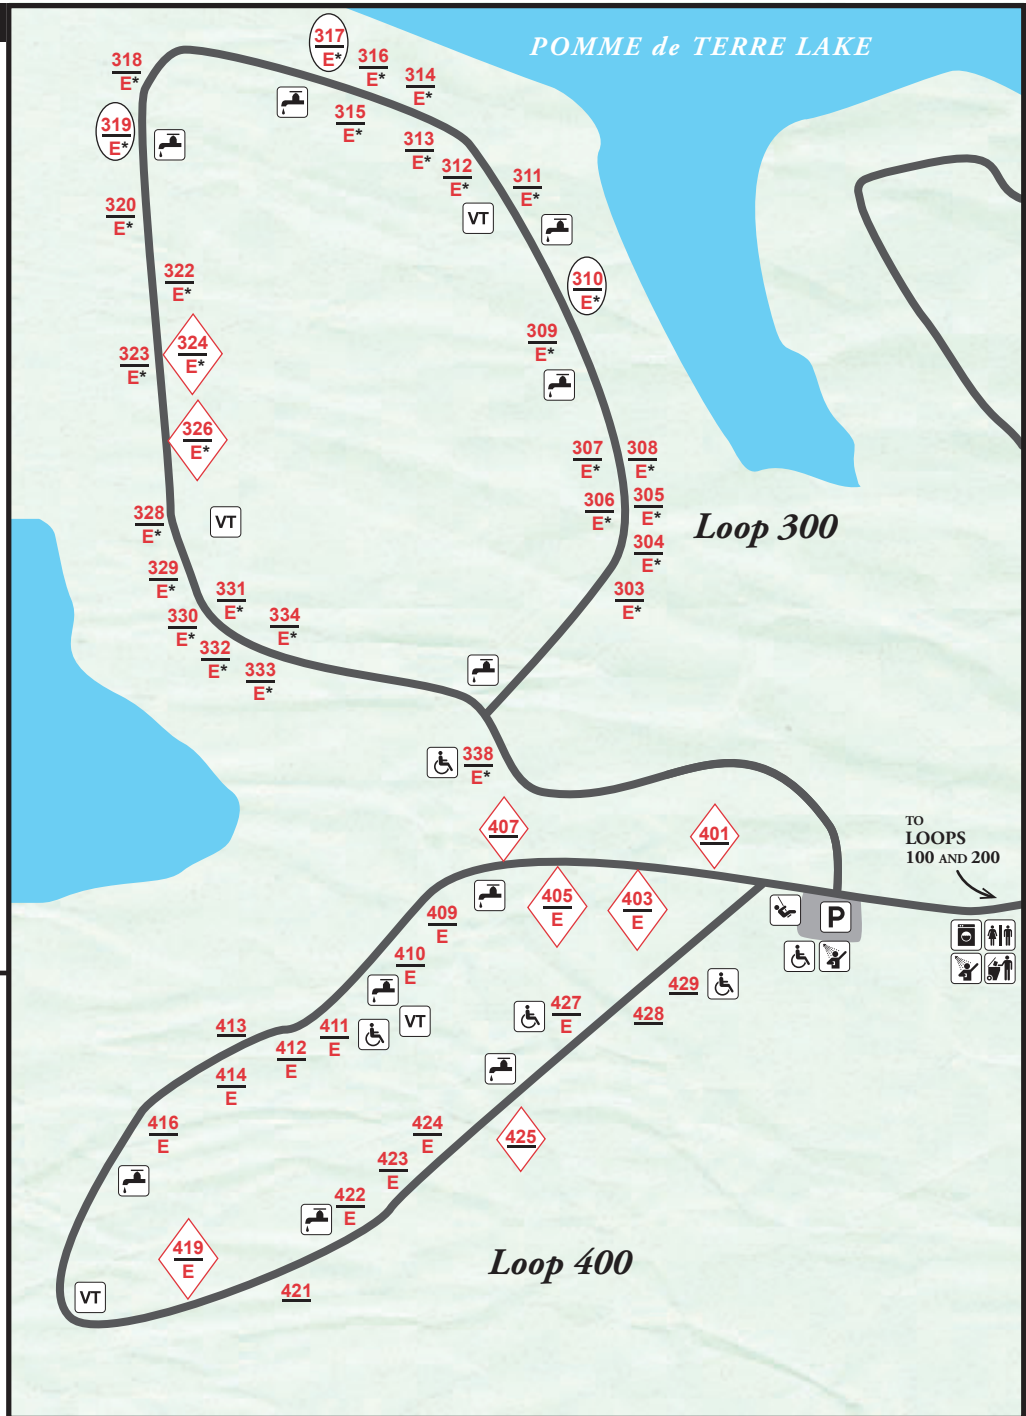 POMME de TERRE LAKE
317
E*
316
E*
318
E*
314
E*
315
E*
319
E*
313
E*
312
E*
311
E*
320
E*
VT
322
E*
310
E*
309
E*
324
E*
323
E*
326
E*
307
E*
308
E*
306
E*
305
E*
328
E*
VT
Loop 300
304
E*
329
E*
331
E*
303
E*
330
E*
334
E*
332
E*
333
E*
338
E*
407
401
TO
LOOPS
100 AND 200
405
E
403
E
409
E
P
410
E
429
427
E
428
413
411
E
VT
412
E
414
E
416
E
424
E
425
423
E
422
E
419
E
Loop 400
421
VT